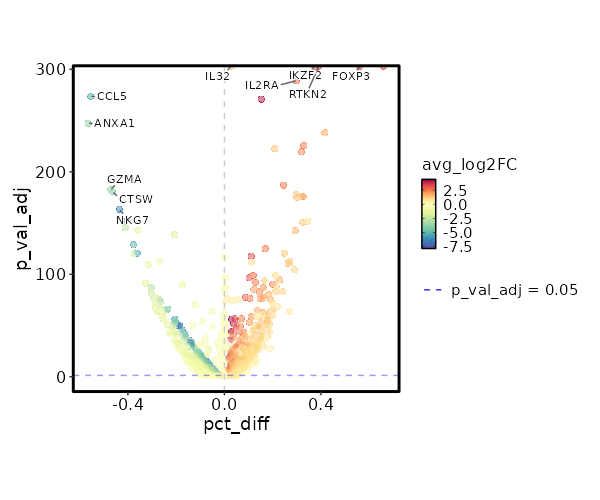 300
200
100
0
p_val_adj
-0.4
0.0
0.4
pct_diff
IL32
IL2RA
IKZF2
RTKN2
FOXP3
CCL5
ANXA1
GZMA
CTSW
NKG7
avg_log2FC
2.5
0.0
-2.5
-5.0
-7.5
p_val_adj = 0.05